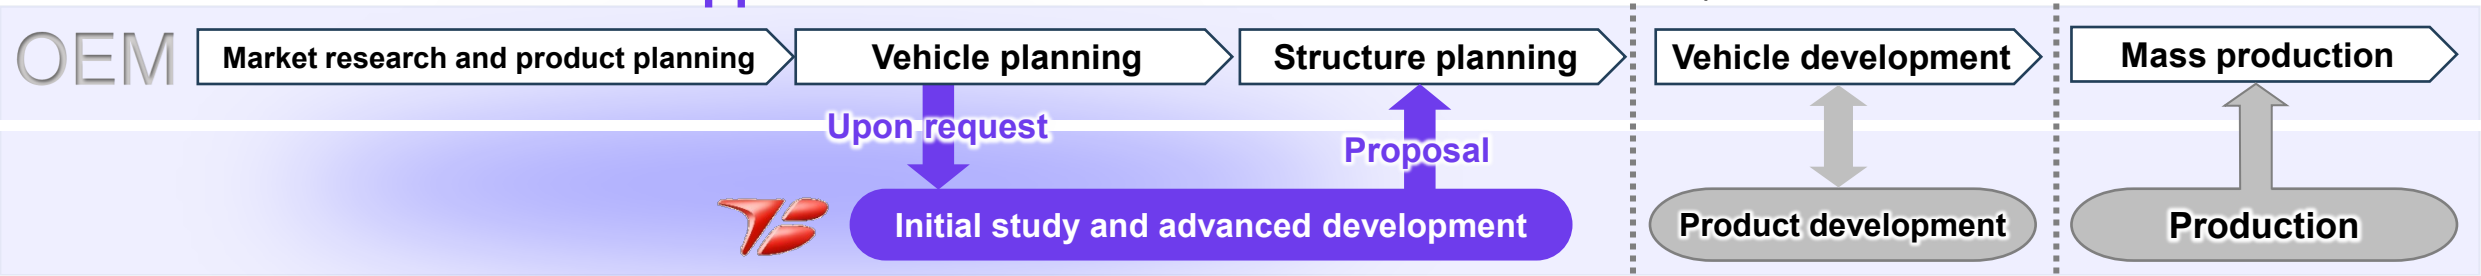 OEM
Market research and product planning
Vehicle planning
Structure planning
Vehicle development
Mass production
Upon request
Proposal
Initial study and advanced development
Product development
Production